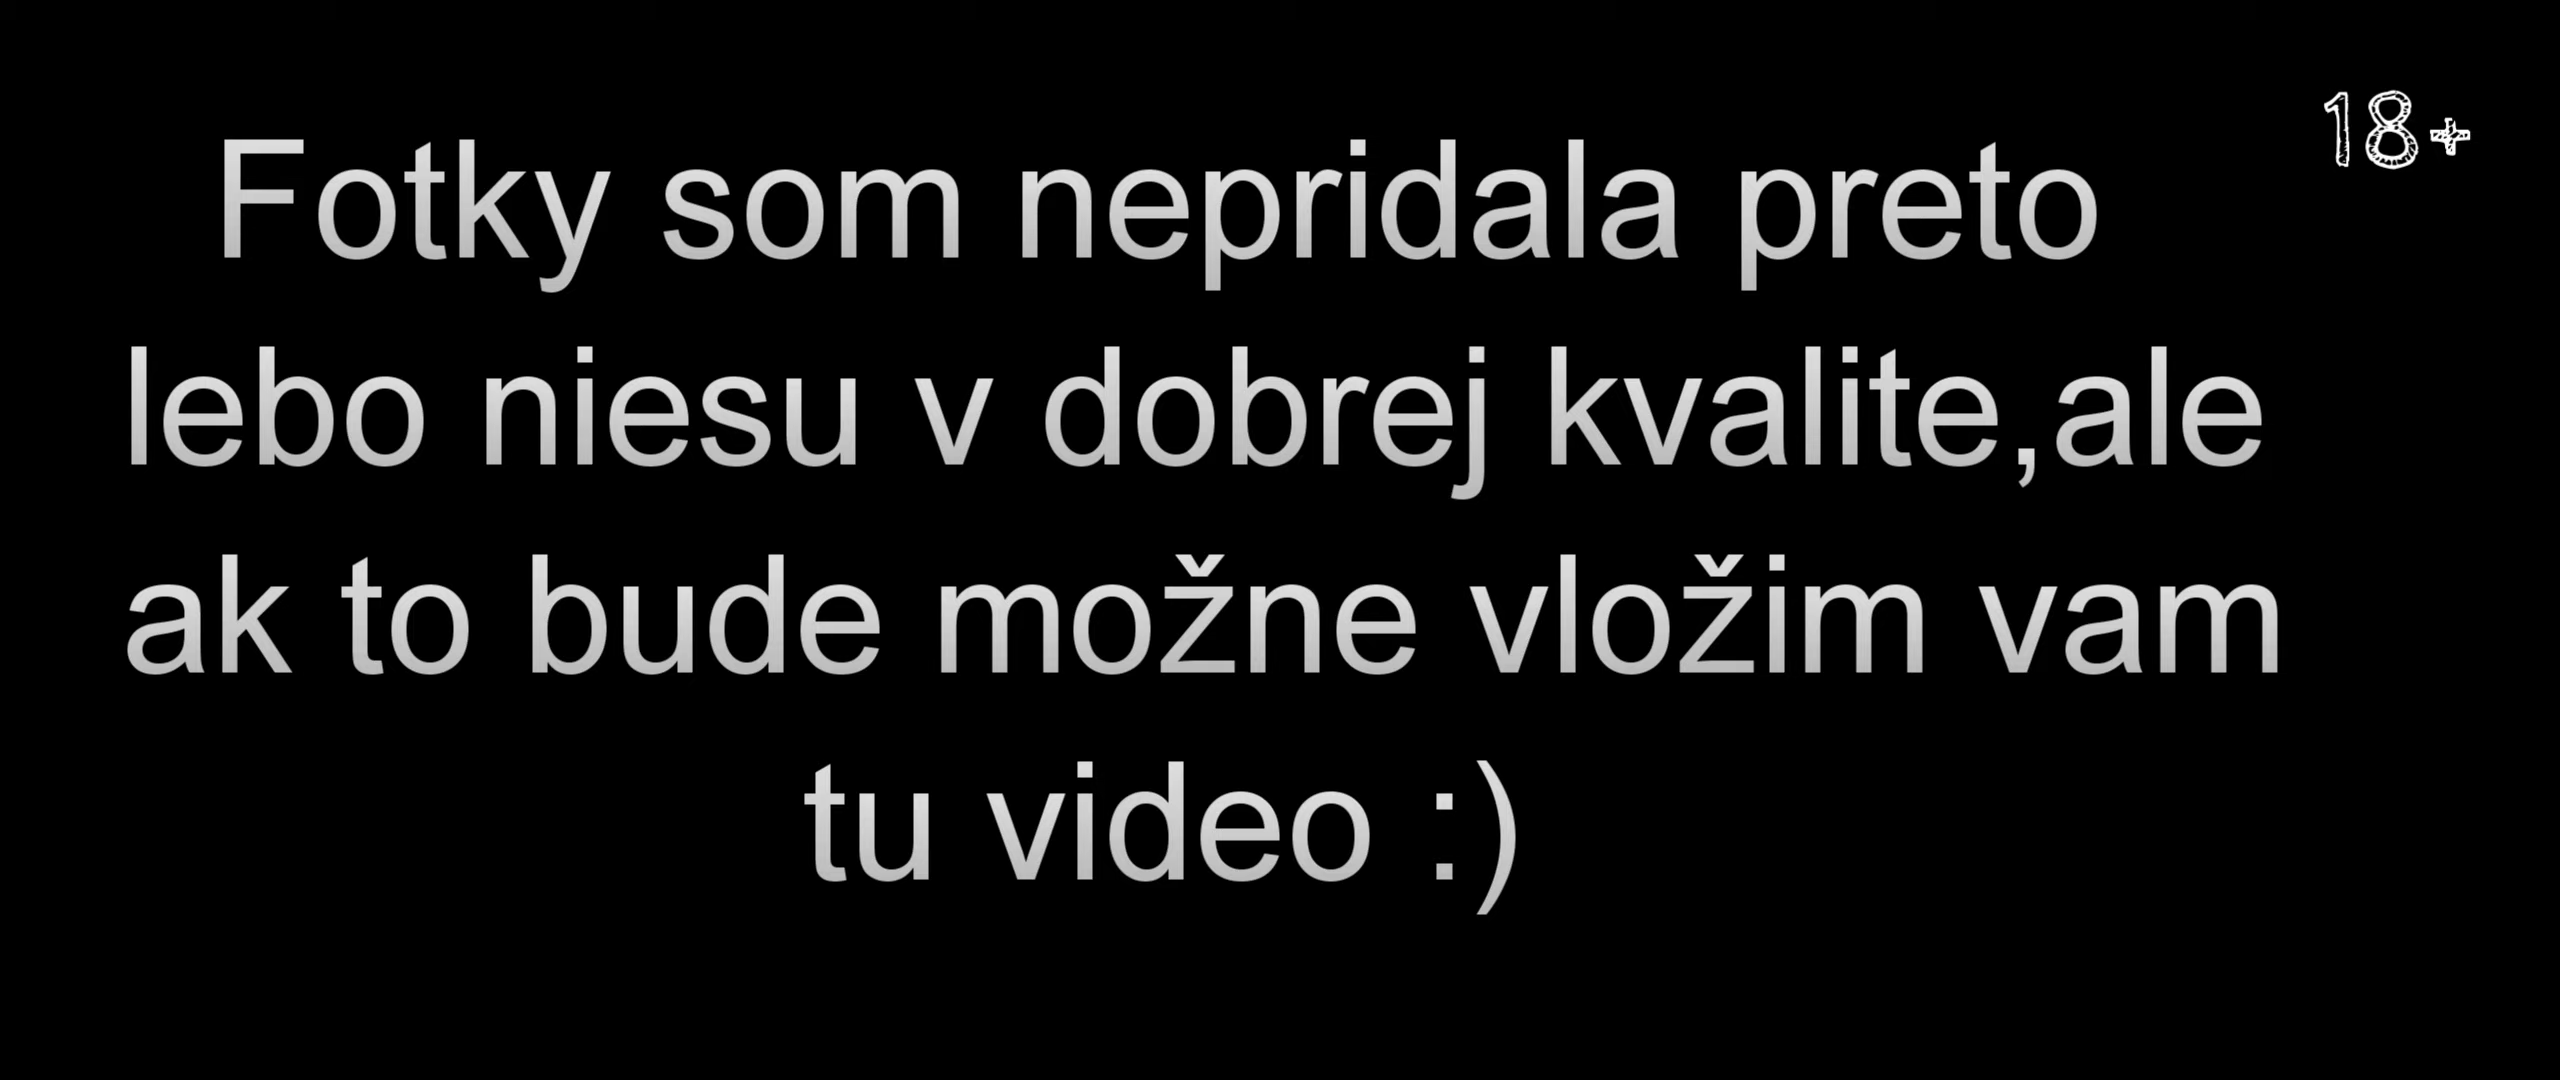 18+
Fotky som nepridala preto
lebo niesu v dobrej kvalite,ale
ak to bude možne vložim vam
tu video :)